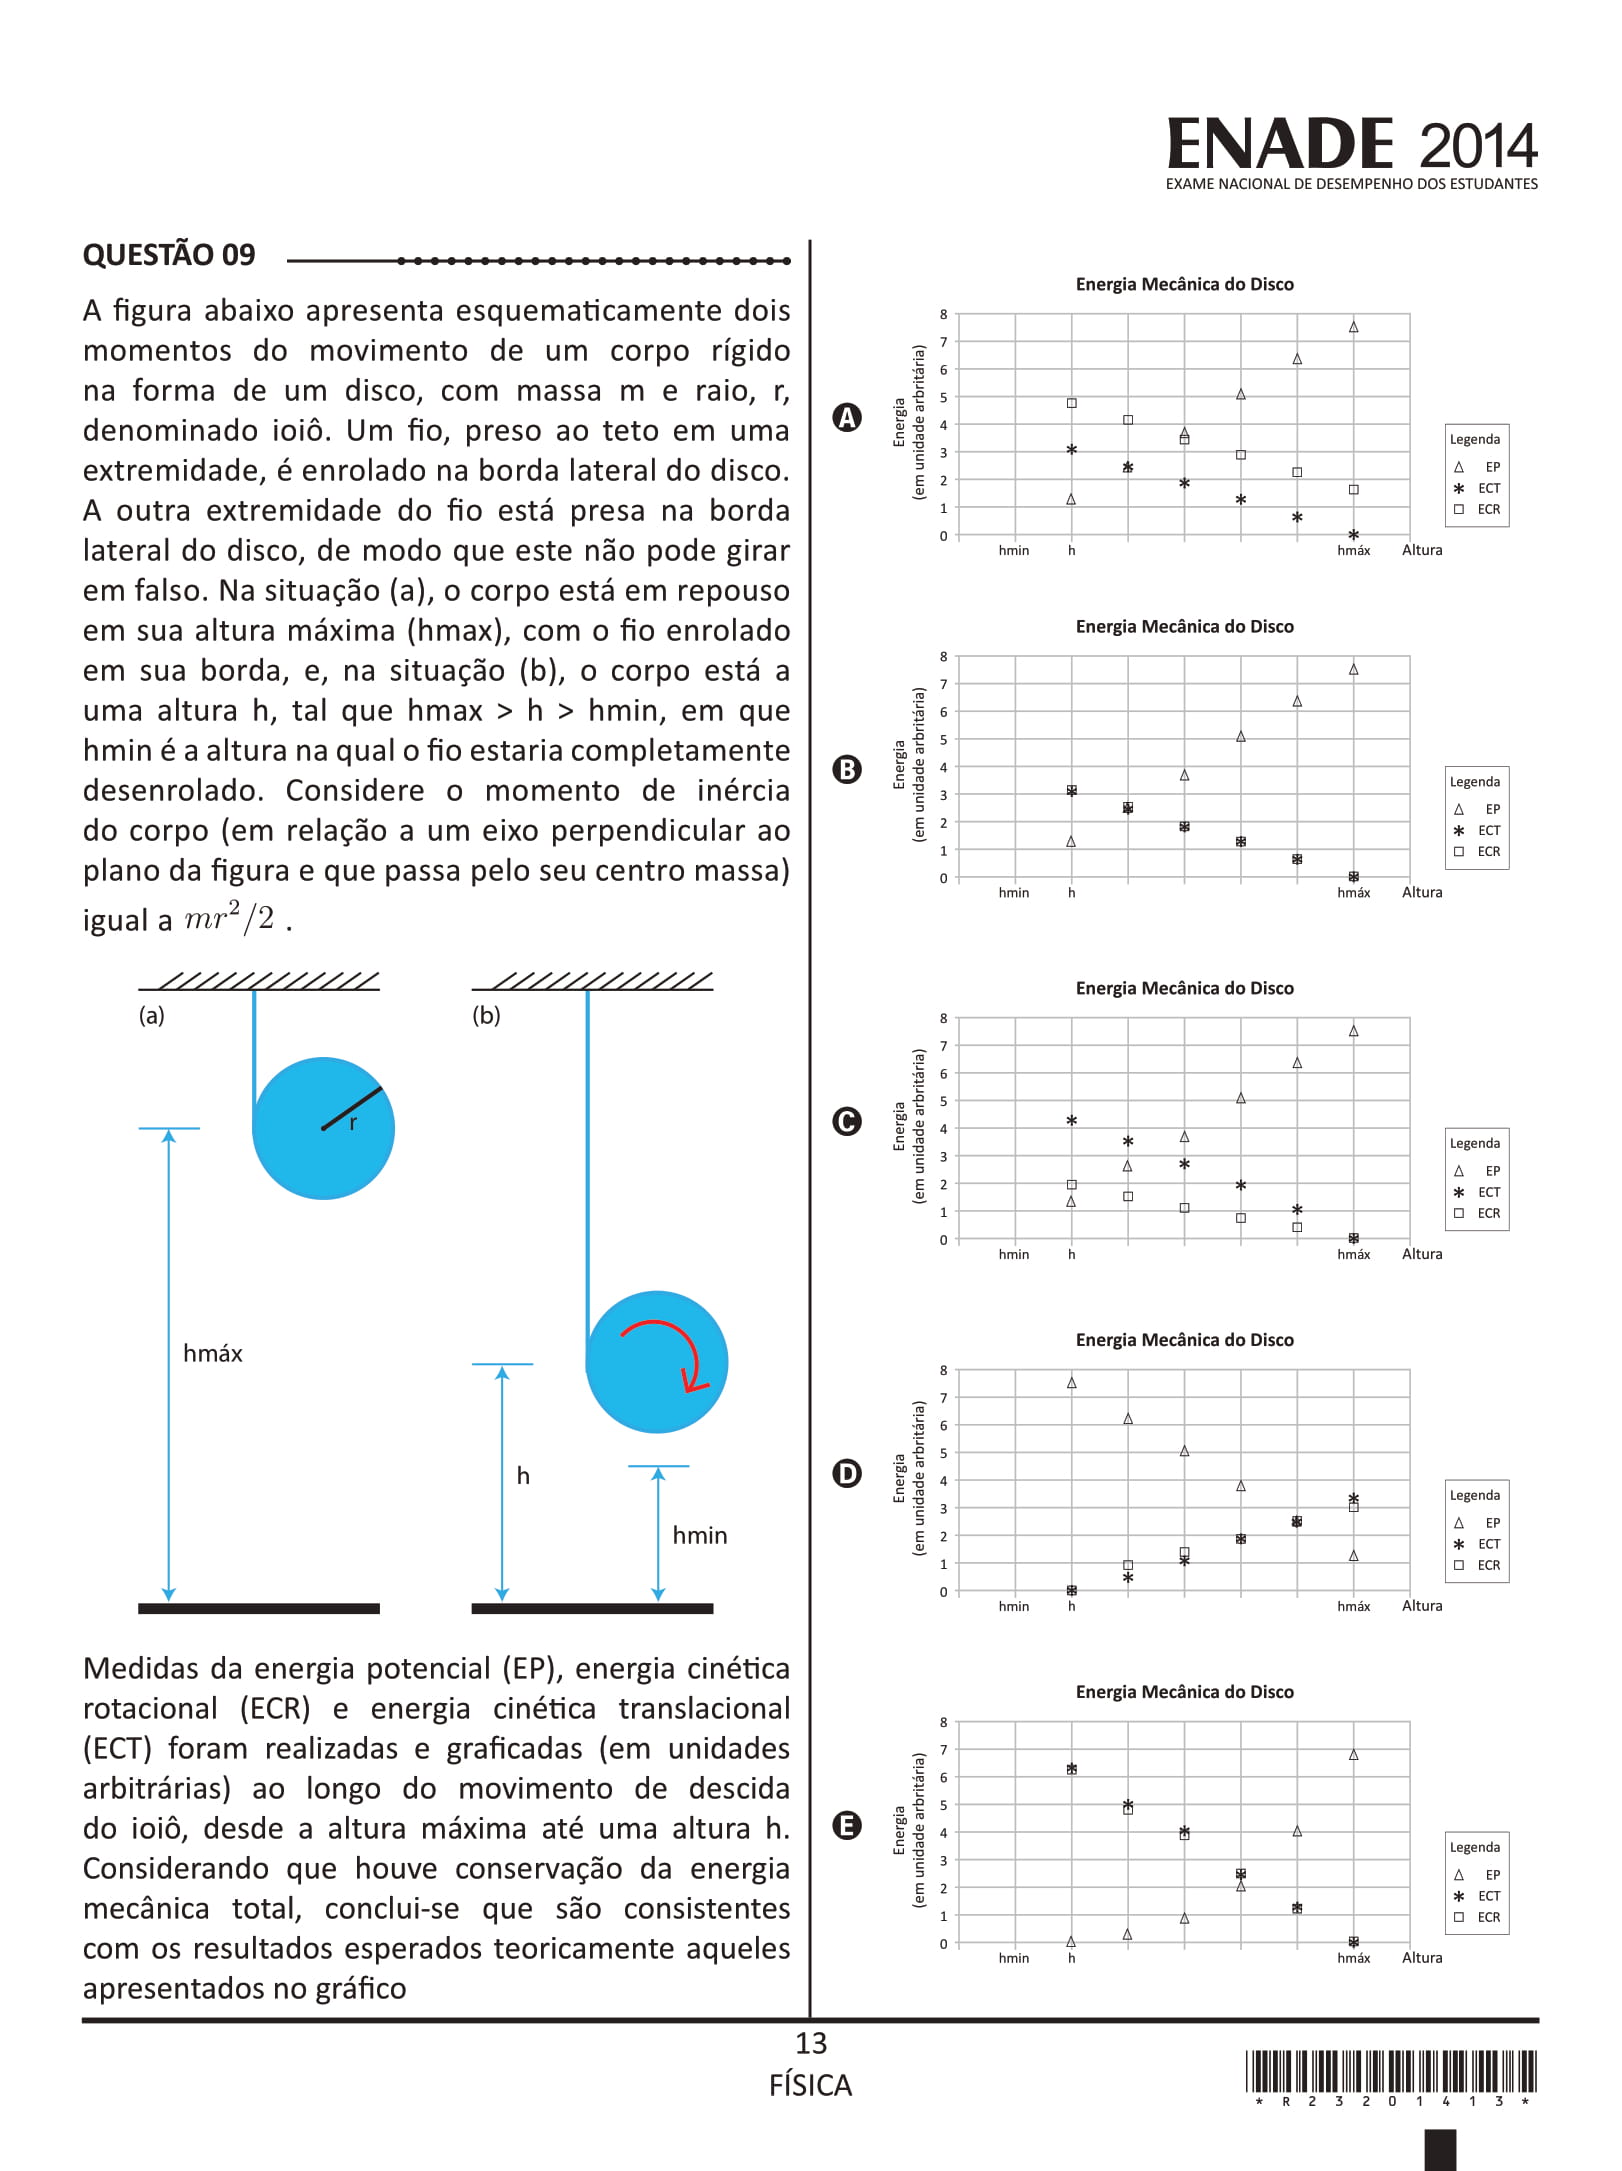 ENADE 2014
EXAME NACIONAL DE DESEMPENHO DOS ESTUDANTES
QUESTÃO 09
A figura abaixo apresenta esquematicamente dois
momentos do movimento de um corpo rígido
na forma de um disco, com massa m e raio, r,
denominado ioiô. Um fio, preso ao teto em uma
extremidade, é enrolado na borda lateral do disco.
A outra extremidade do fio está presa na borda
lateral do disco, de modo que este não pode girar
em falso. Na situação (a), o corpo está em repouso
em sua altura máxima (hmax), com o fio enrolado
em sua borda, e, na situação (b), o corpo está a
uma altura h, tal que hmax > h > hmin, em que
hmin é a altura na qual o fio estaria completamente
desenrolado. Considere o momento de inércia
do corpo (em relação a um eixo perpendicular ao
plano da figura e que passa pelo seu centro massa)
igual a mr²/2 .
(a)
r
hmáx
(b)
h
hmin
Medidas da energia potencial (EP), energia cinética
rotacional (ECR) e energia cinética translacional
(ECT) foram realizadas e graficadas (em unidades
arbitrárias) ao longo do movimento de descida
do ioiô, desde a altura máxima até uma altura h.
Considerando que houve conservação da energia
mecânica total, conclui-se que são consistentes
com os resultados esperados teoricamente aqueles
apresentados no gráfico
A
Energia Mecânica do Disco
Energia
(em unidade arbritária)
8
7
6
5
4
3
2
1
0
hmin h hmáx Altura
Legenda
EP
ECT
ECR
B
Energia Mecânica do Disco
Energia
(em unidade arbritária)
8
7
6
5
4
3
2
1
0
hmin h hmáx Altura
Legenda
EP
ECT
ECR
C
Energia Mecânica do Disco
Energia
(em unidade arbritária)
8
7
6
5
4
3
2
1
0
hmin h hmáx Altura
Legenda
EP
ECT
ECR
D
Energia Mecânica do Disco
Energia
(em unidade arbritária)
8
7
6
5
4
3
2
1
0
hmin h hmáx Altura
Legenda
EP
ECT
ECR
E
Energia Mecânica do Disco
Energia
(em unidade arbritária)
8
7
6
5
4
3
2
1
0
hmin h hmáx Altura
Legenda
EP
ECT
ECR
13
FÍSICA
* R 2 3 2 0 1 4 1 3 *